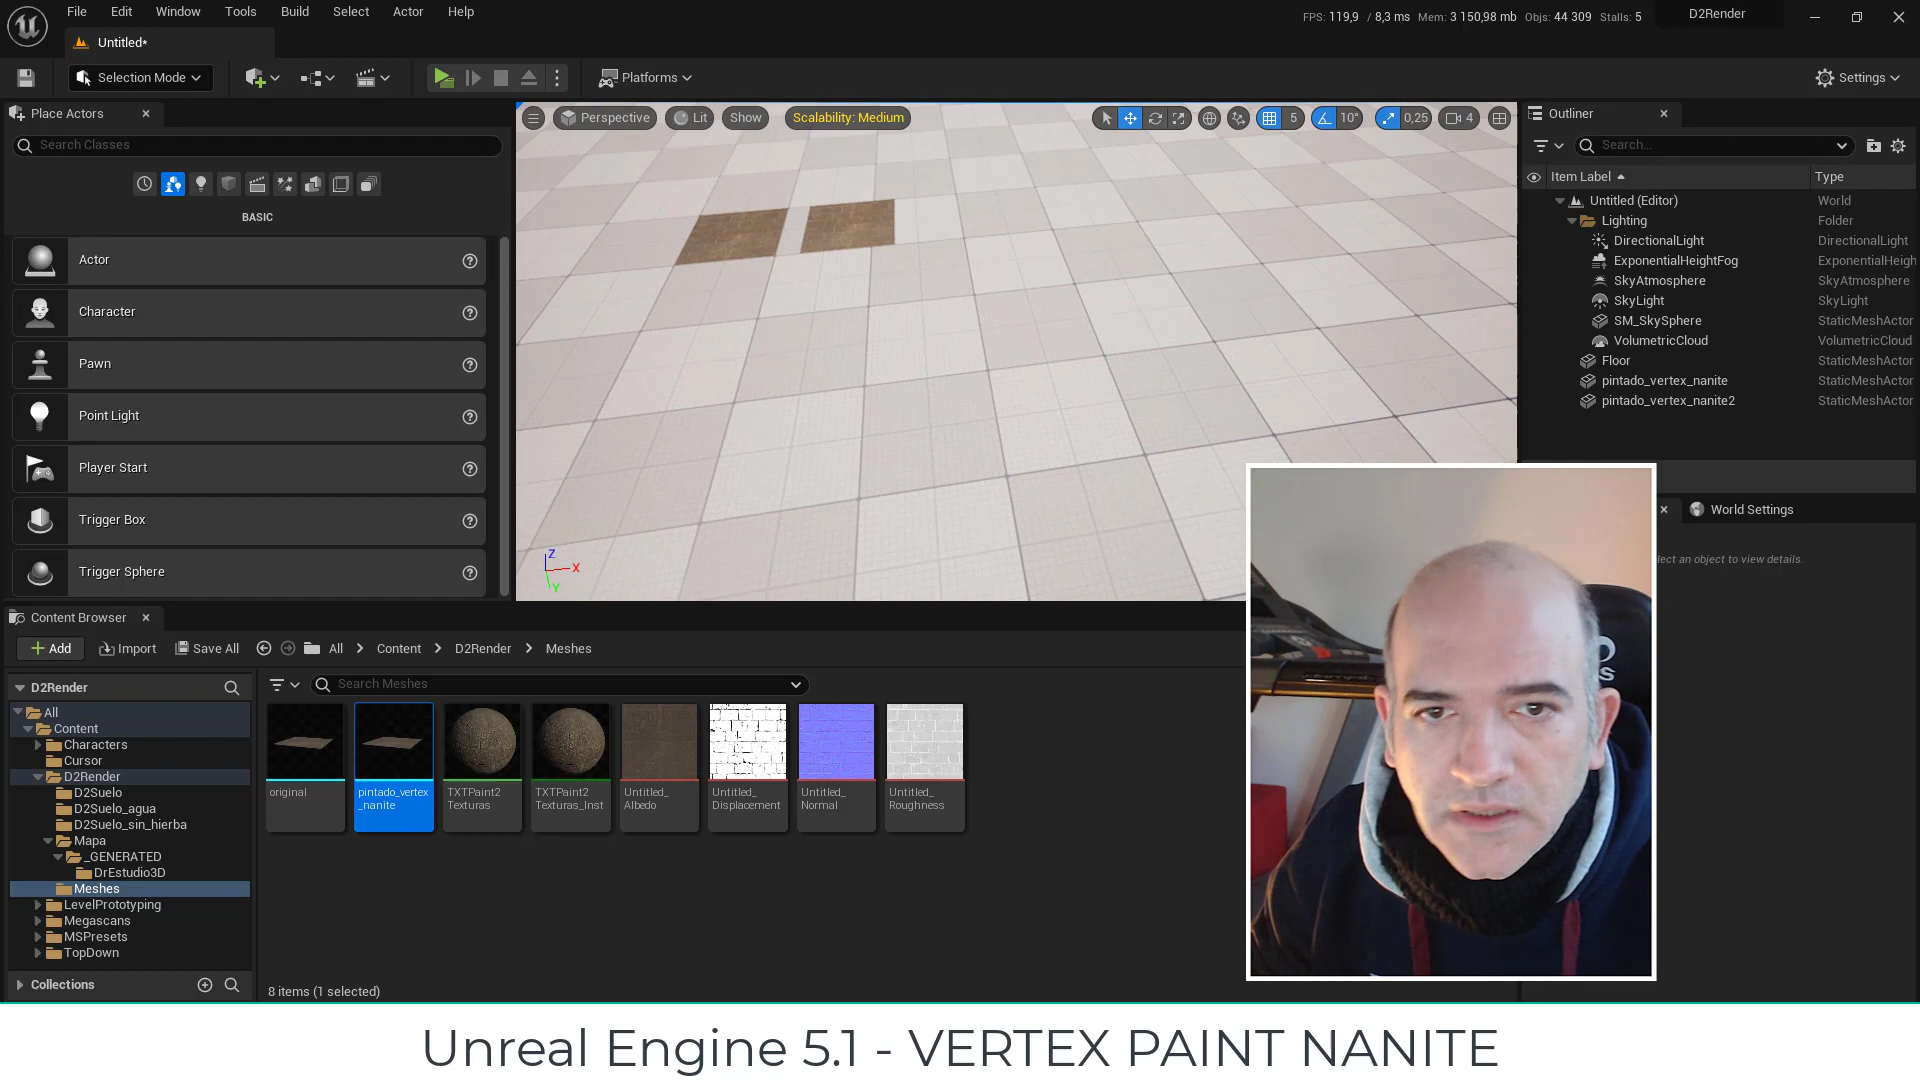 File Edit Window Tools Build Select Actor Help
FPS: 119,9 / 8,3 ms Mem: 3 150,98 mb Objs: 44 309 Stalls: 5
D2Render
Untitled*
Selection Mode
Platforms
Settings
Place Actors
Search Classes
BASIC
Actor
Character
Pawn
Point Light
Player Start
Trigger Box
Trigger Sphere
Perspective
Lit
Show
Scalability: Medium
5
10°
0,25
4
Z
X
Y
Outliner
Search...
Item Label Type
Untitled (Editor) World
Lighting Folder
DirectionalLight DirectionalLight
ExponentialHeightFog ExponentialHeigh
SkyAtmosphere SkyAtmosphere
SkyLight SkyLight
SM_SkySphere StaticMeshActor
VolumetricCloud VolumetricCloud
Floor StaticMeshActor
pintado_vertex_nanite StaticMeshActor
pintado_vertex_nanite2 StaticMeshActor
World Settings
lect an object to view details.
Content Browser
Add
Import
Save All
All
Content
D2Render
Meshes
D2Render
All
Content
Characters
Cursor
D2Render
D2Suelo
D2Suelo_agua
D2Suelo_sin_hierba
Mapa
_GENERATED
DrEstudio3D
Meshes
LevelPrototyping
Megascans
MSPresets
TopDown
Collections
Search Meshes
original
pintado_vertex
_nanite
TXTPaint2
Texturas
TXTPaint2
Texturas_Inst
Untitled_
Albedo
Untitled_
Displacement
Untitled_
Normal
Untitled_
Roughness
8 items (1 selected)
Unreal Engine 5.1 - VERTEX PAINT NANITE